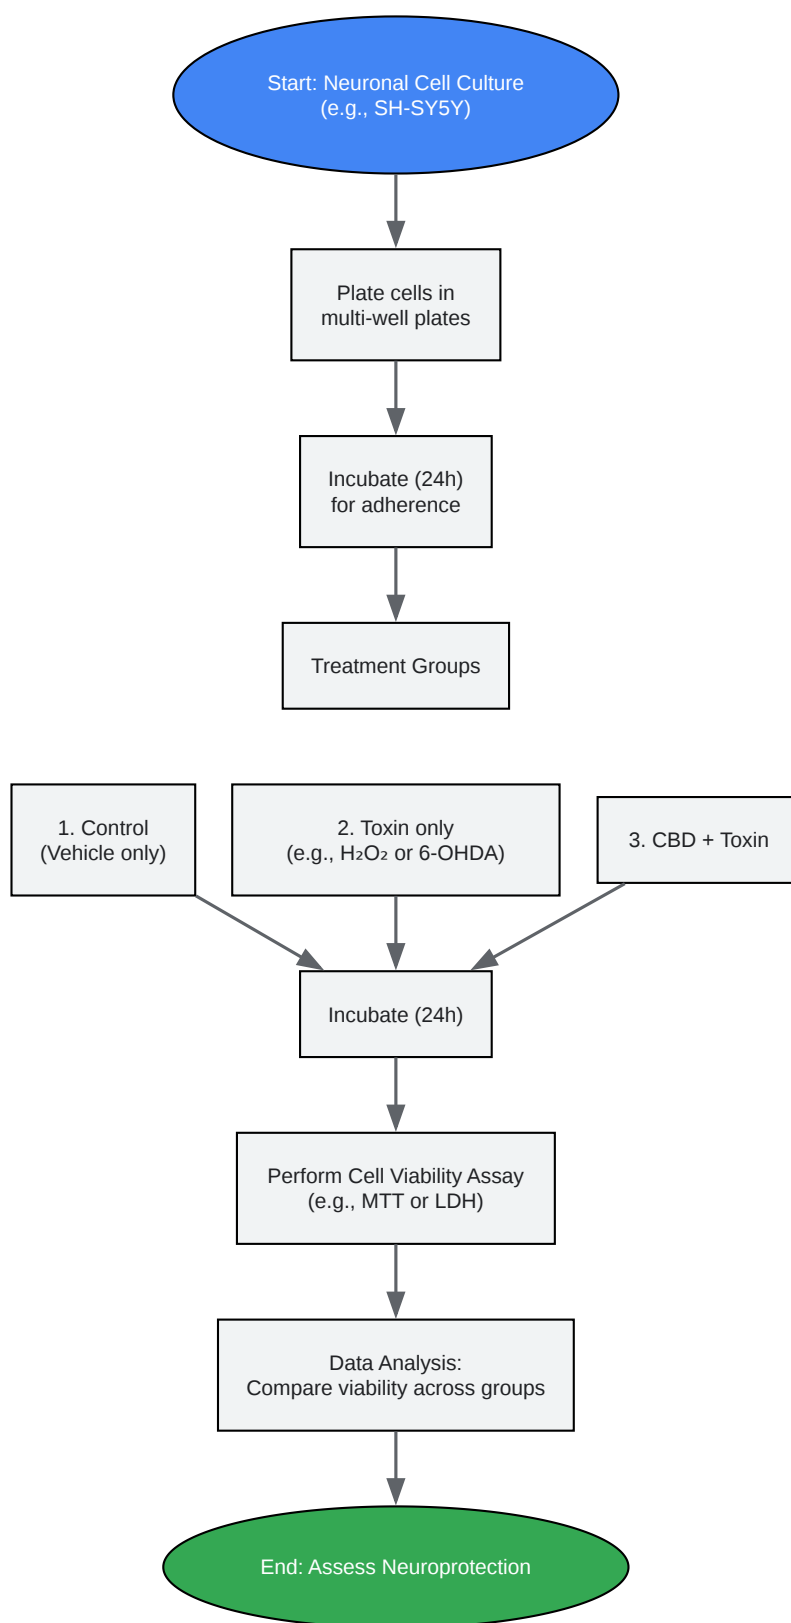 Start: Neuronal Cell Culture
(e.g., SH-SY5Y)
Plate cells in
multi-well plates
Incubate (24h)
for adherence
Treatment Groups
1. Control
(Vehicle only)
2. Toxin only
(e.g., H₂O₂ or 6-OHDA)
3. CBD + Toxin
Incubate (24h)
Perform Cell Viability Assay
(e.g., MTT or LDH)
Data Analysis:
Compare viability across groups
End: Assess Neuroprotection